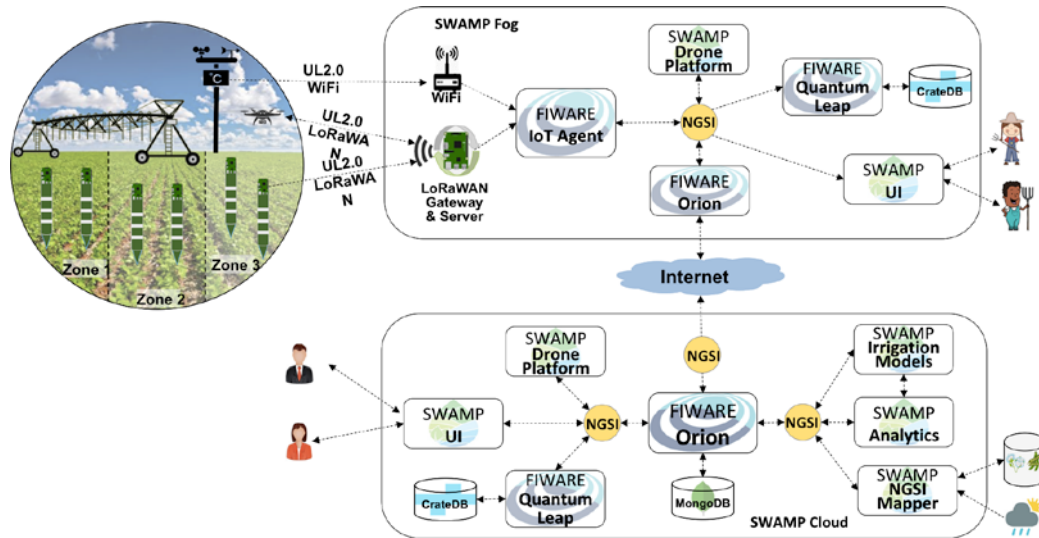 SWAMP Fog
°C
UL2.0
WiFi
WiFi
UL2.0
LoRaWA
N
UL2.0
LoRaWA
N
LoRaWAN
Gateway
& Server
FIWARE
IoT Agent
SWAMP
Drone
Platform
NGSI
FIWARE
Orion
FIWARE
Quantum
Leap
CrateDB
SWAMP
UI
Zone 1
Zone 2
Zone 3
Internet
SWAMP
UI
SWAMP
Drone
Platform
NGSI
FIWARE
Quantum
Leap
CrateDB
NGSI
FIWARE
Orion
MongoDB
NGSI
SWAMP
Irrigation
Models
SWAMP
Analytics
SWAMP
NGSI
Mapper
SWAMP Cloud